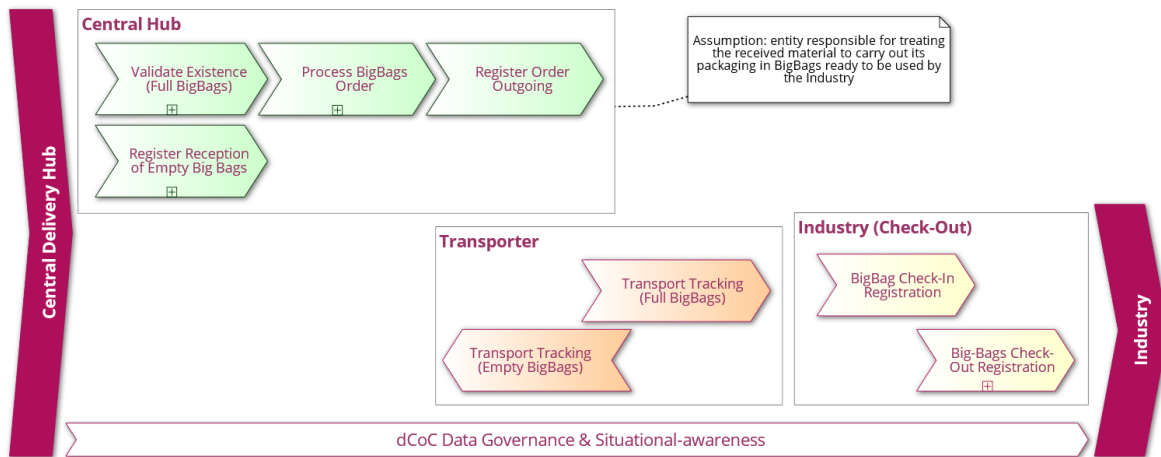 Central Hub
Validate Existence
(Full BigBags)
Process BigBags
Order
Register Order
Outgoing
Register Reception
of Empty Big Bags
Assumption: entity responsible for treating
the received material to carry out its
packaging in BigBags ready to be used by
the Industry
Central Delivery Hub
Transporter
Transport Tracking
(Full BigBags)
Transport Tracking
(Empty BigBags)
Industry (Check-Out)
BigBag Check-In
Registration
Big-Bags Check-
Out Registration
Industry
dCoC Data Governance & Situational-awareness